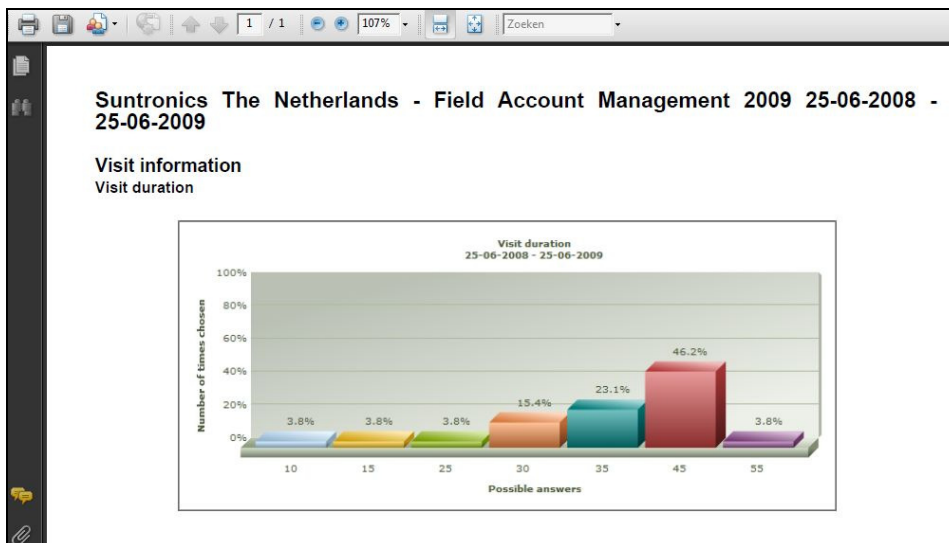 1 / 1 107% Zoeken
Suntronics The Netherlands - Field Account Management 2009 25-06-2008 -
25-06-2009
Visit information
Visit duration
Visit duration
25-06-2008 - 25-06-2009
Number of times chosen
100%
80%
60%
40%
20%
0%
3.8%
3.8%
3.8%
15.4%
23.1%
46.2%
3.8%
10 15 25 30 35 45 55
Possible answers